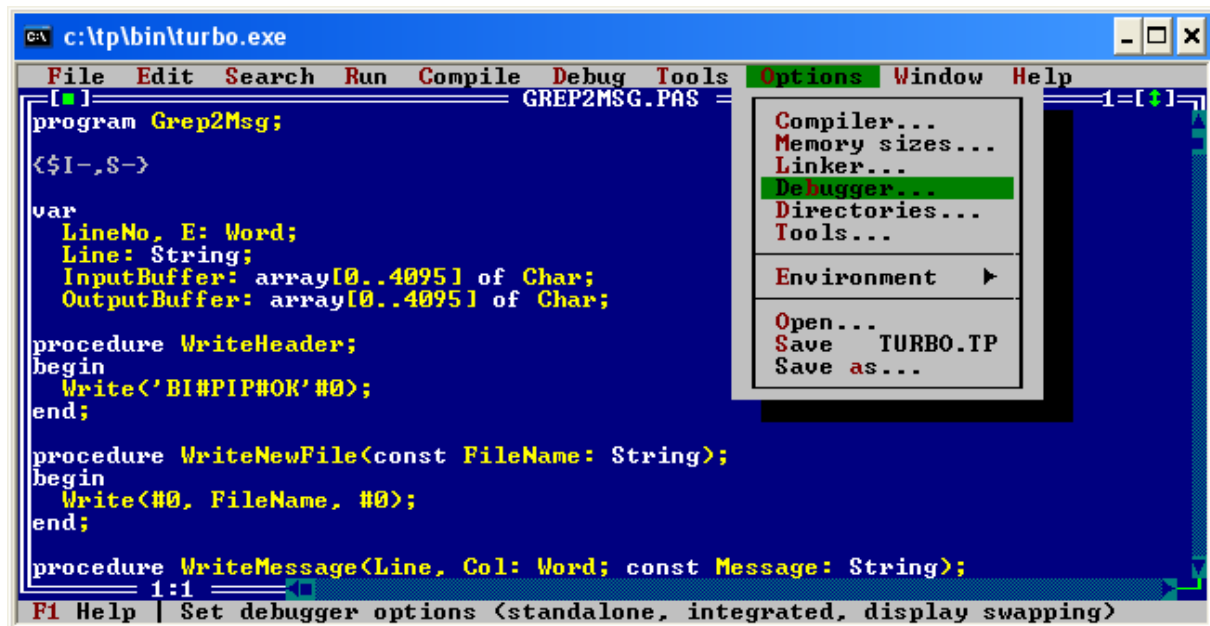 c:\tp\bin\turbo.exe
File Edit Search Run Compile Debug Tools Options Window Help
[■] GREP2MSG.PAS 1=[↕]
program Grep2Msg;
{$I-,S-}
var
LineNo, E: Word;
Line: String;
InputBuffer: array[0..4095] of Char;
OutputBuffer: array[0..4095] of Char;
procedure WriteHeader;
begin
Write('BI#PIP#OK'#0);
end;
procedure WriteNewFile(const FileName: String);
begin
Write(#0, FileName, #0);
end;
procedure WriteMessage(Line, Col: Word; const Message: String);
Compiler...
Memory sizes...
Linker...
Debugger...
Directories...
Tools...
Environment ►
Open...
Save TURBO.TP
Save as...
1:1
F1 Help | Set debugger options (standalone, integrated, display swapping)